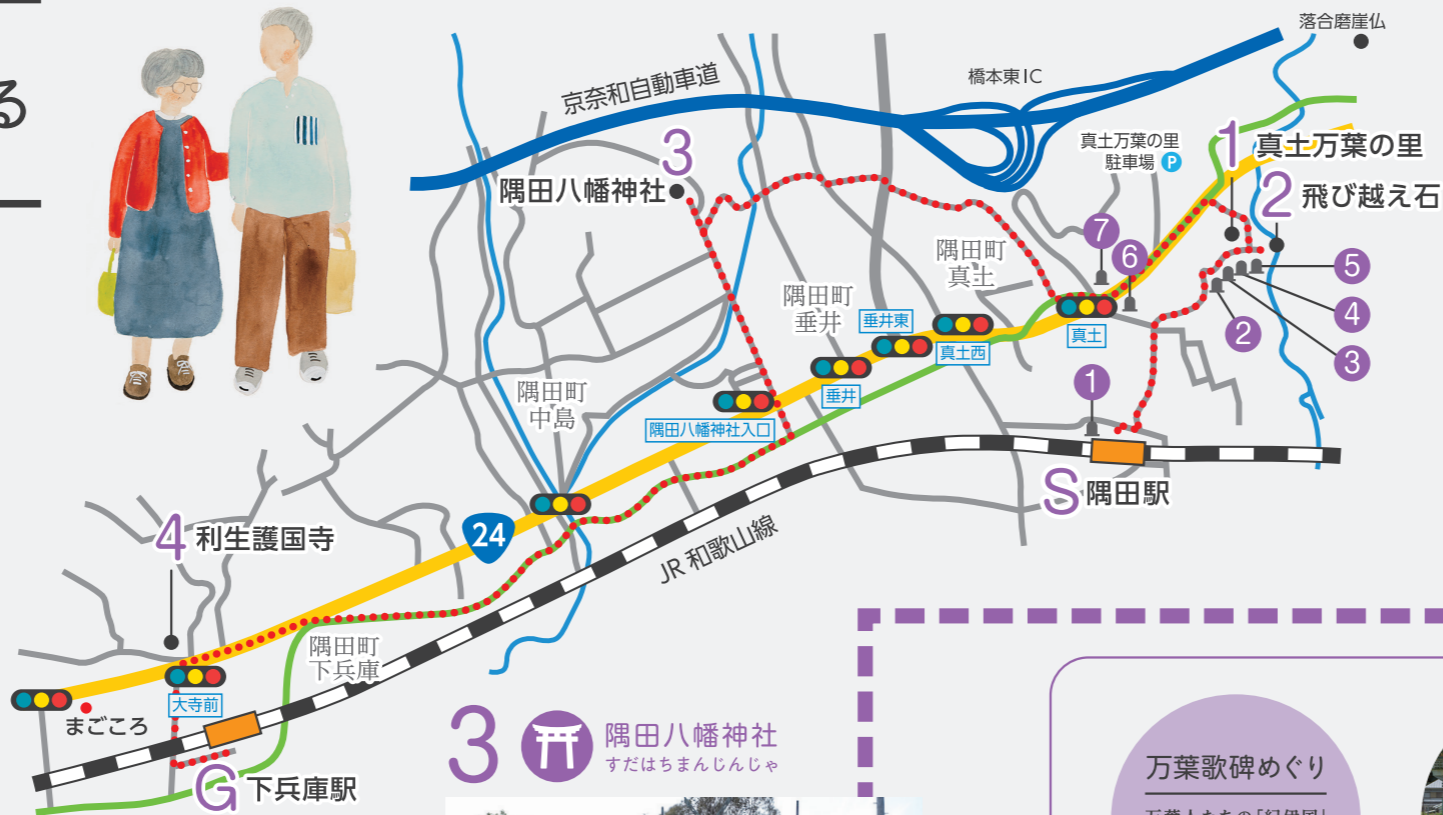 る
落合磨崖仏
京奈和自動車道
橋本東IC
真土万葉の里
駐車場 P
1 真土万葉の里
2 飛び越え石
3
隅田八幡神社
隅田町
真土
7
6
5
4
3
2
1
隅田町
垂井
垂井東
真土西
真土
垂井
隅田八幡神社入口
隅田町
中島
S 隅田駅
4 利生護国寺
24
JR 和歌山線
隅田町
下兵庫
大寺前
まごころ
G 下兵庫駅
3 隅田八幡神社
すだはちまんじんじゃ
万葉歌碑めぐり